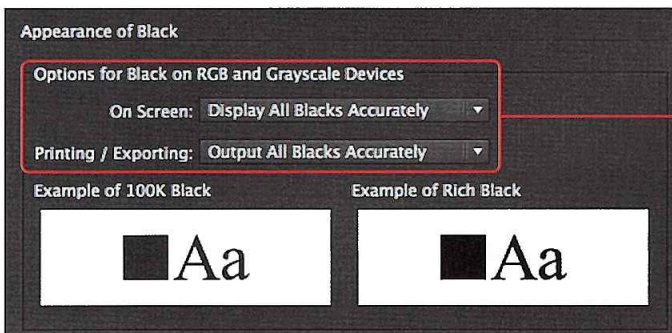 Appearance of Black
Options for Black on RGB and Grayscale Devices
On Screen: Display All Blacks Accurately
Printing / Exporting: Output All Blacks Accurately
Example of 100K Black Example of Rich Black
Aa Aa